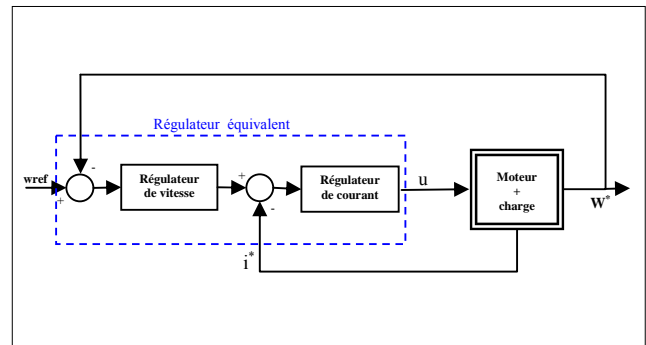 Régulateur équivalent
wref
-
+
Régulateur
de vitesse
+
-
Régulateur
de courant
u
Moteur
+
charge
W*
i*